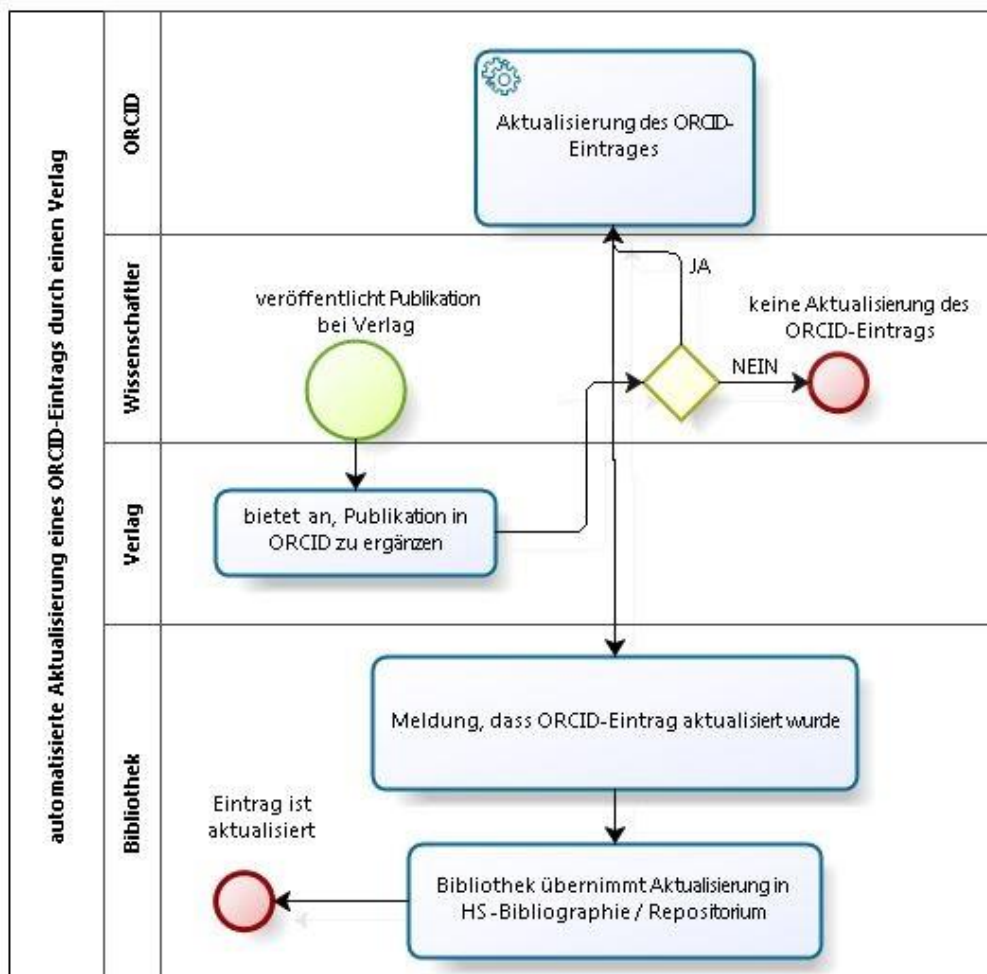 automatisierte Aktualisierung eines ORCID-Eintrags durch einen Verlag
ORCID
Aktualisierung des ORCID-
Eintrages
Wissenschaftler
veröffentlicht Publikation
bei Verlag
JA
keine Aktualisierung des
ORCID-Eintrags
NEIN
Verlag
bietet an, Publikation in
ORCID zu ergänzen
Bibliothek
Meldung, dass ORCID-Eintrag aktualisiert wurde
Eintrag ist
aktualisiert
Bibliothek übernimmt Aktualisierung in
HS-Bibliographie / Repositorium